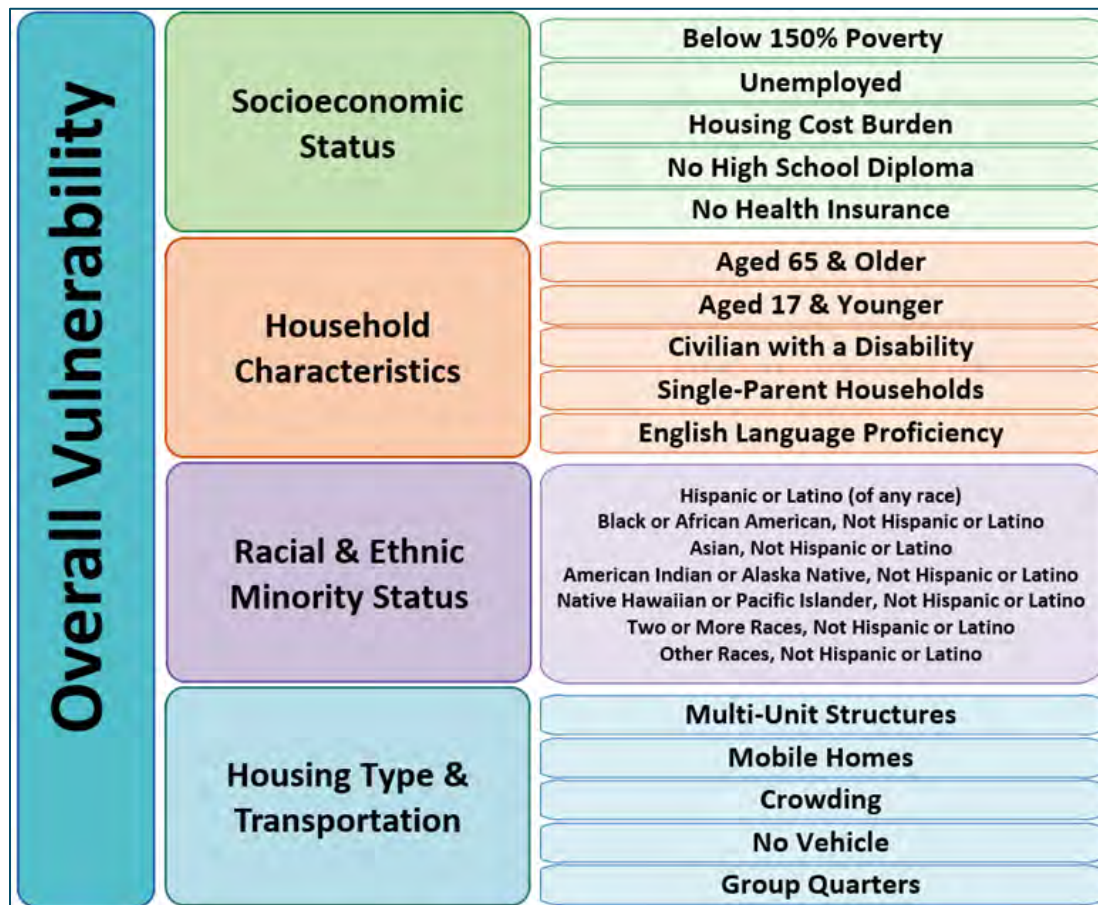 Overall Vulnerability
Socioeconomic
Status
Below 150% Poverty
Unemployed
Housing Cost Burden
No High School Diploma
No Health Insurance
Household
Characteristics
Aged 65 & Older
Aged 17 & Younger
Civilian with a Disability
Single-Parent Households
English Language Proficiency
Racial & Ethnic
Minority Status
Hispanic or Latino (of any race)
Black or African American, Not Hispanic or Latino
Asian, Not Hispanic or Latino
American Indian or Alaska Native, Not Hispanic or Latino
Native Hawaiian or Pacific Islander, Not Hispanic or Latino
Two or More Races, Not Hispanic or Latino
Other Races, Not Hispanic or Latino
Housing Type &
Transportation
Multi-Unit Structures
Mobile Homes
Crowding
No Vehicle
Group Quarters